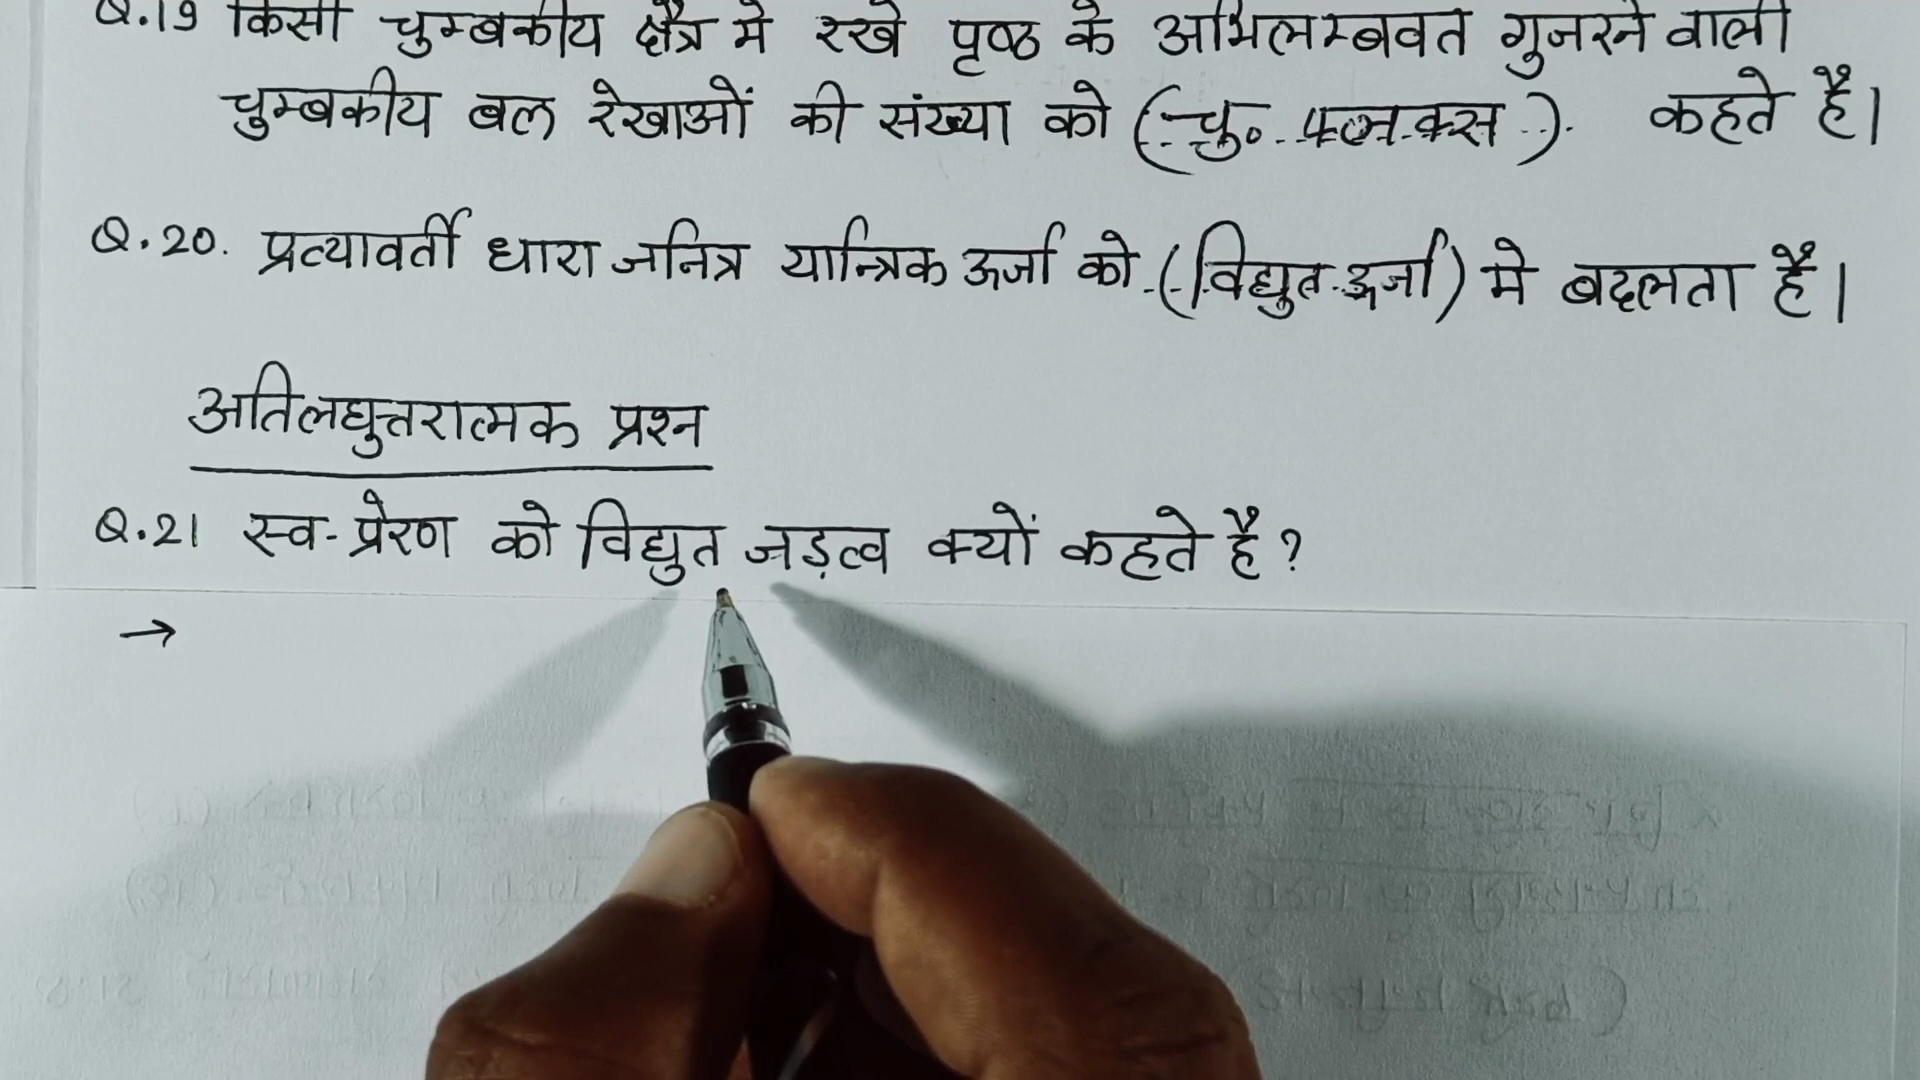 Q.19 किसी चुम्बकीय क्षेत्र मे रखे पृष्ठ के अभिलम्बवत गुजरने वाली
चुम्बकीय बल रेखाओं की संख्या को (चु॰ फ्लक्स) कहते है।
Q.20. प्रत्यावर्ती धारा जनित्र यान्त्रिक ऊर्जा को (विद्युत ऊर्जा) मे बदलता है।
अतिलघुत्तरात्मक प्रश्न
Q.21 स्व-प्रेरण को विद्युत जड़त्व क्यों कहते है?
→